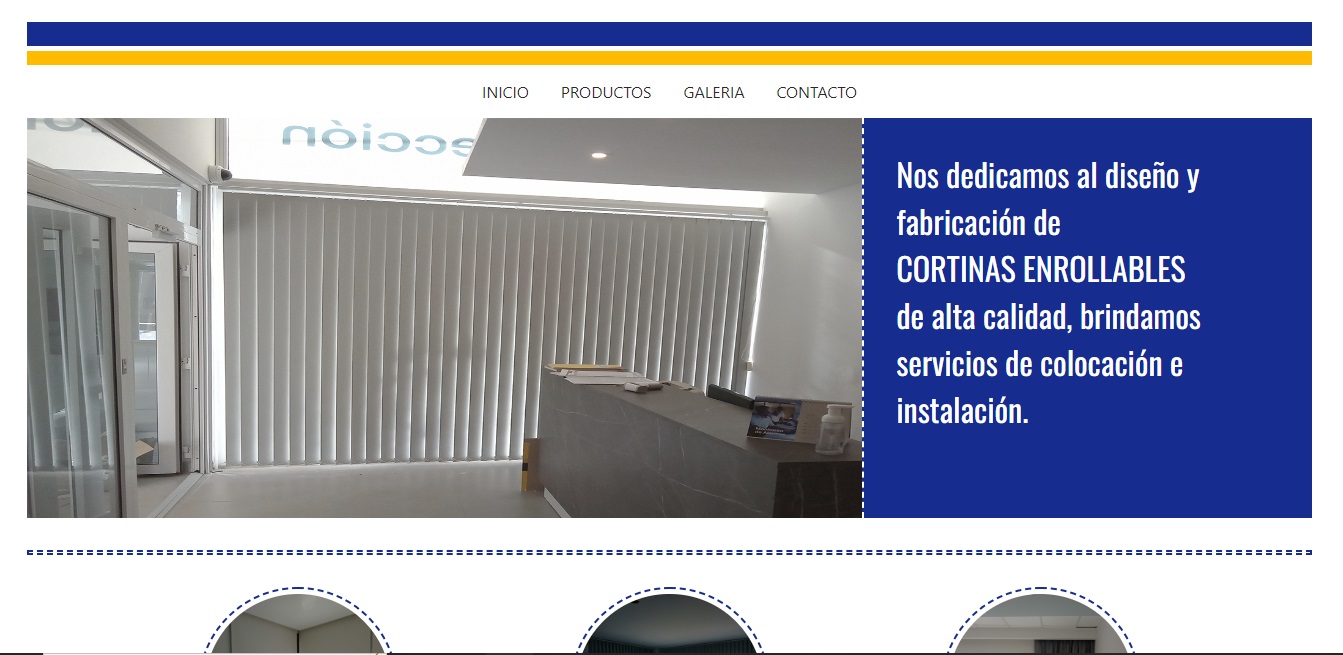 INICIO PRODUCTOS GALERIA CONTACTO
ección
Nos dedicamos al diseño y
fabricación de
CORTINAS ENROLLABLES
de alta calidad, brindamos
servicios de colocación e
instalación.